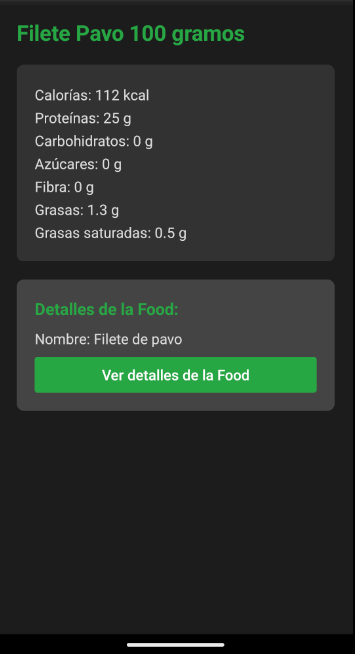 Filete Pavo 100 gramos
Calorías: 112 kcal
Proteínas: 25 g
Carbohidratos: 0 g
Azúcares: 0 g
Fibra: 0 g
Grasas: 1.3 g
Grasas saturadas: 0.5 g
Detalles de la Food:
Nombre: Filete de pavo
Ver detalles de la Food